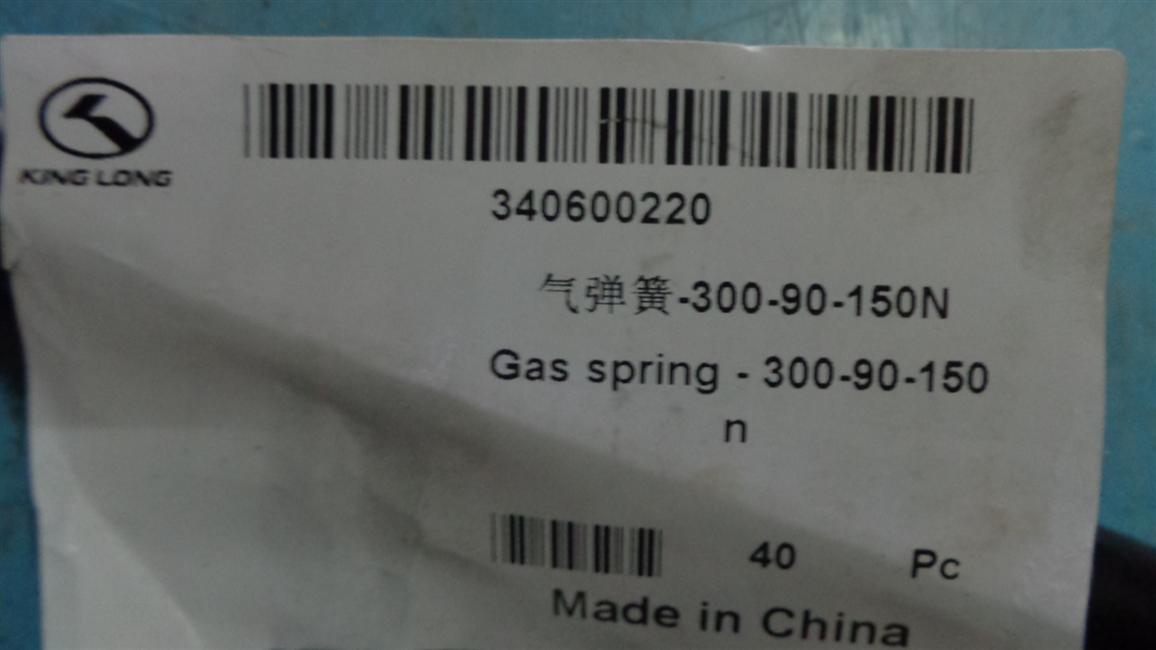 KING LONG
340600220
气弹簧-300-90-150N
Gas spring - 300-90-150
n
40 Pc
Made in China